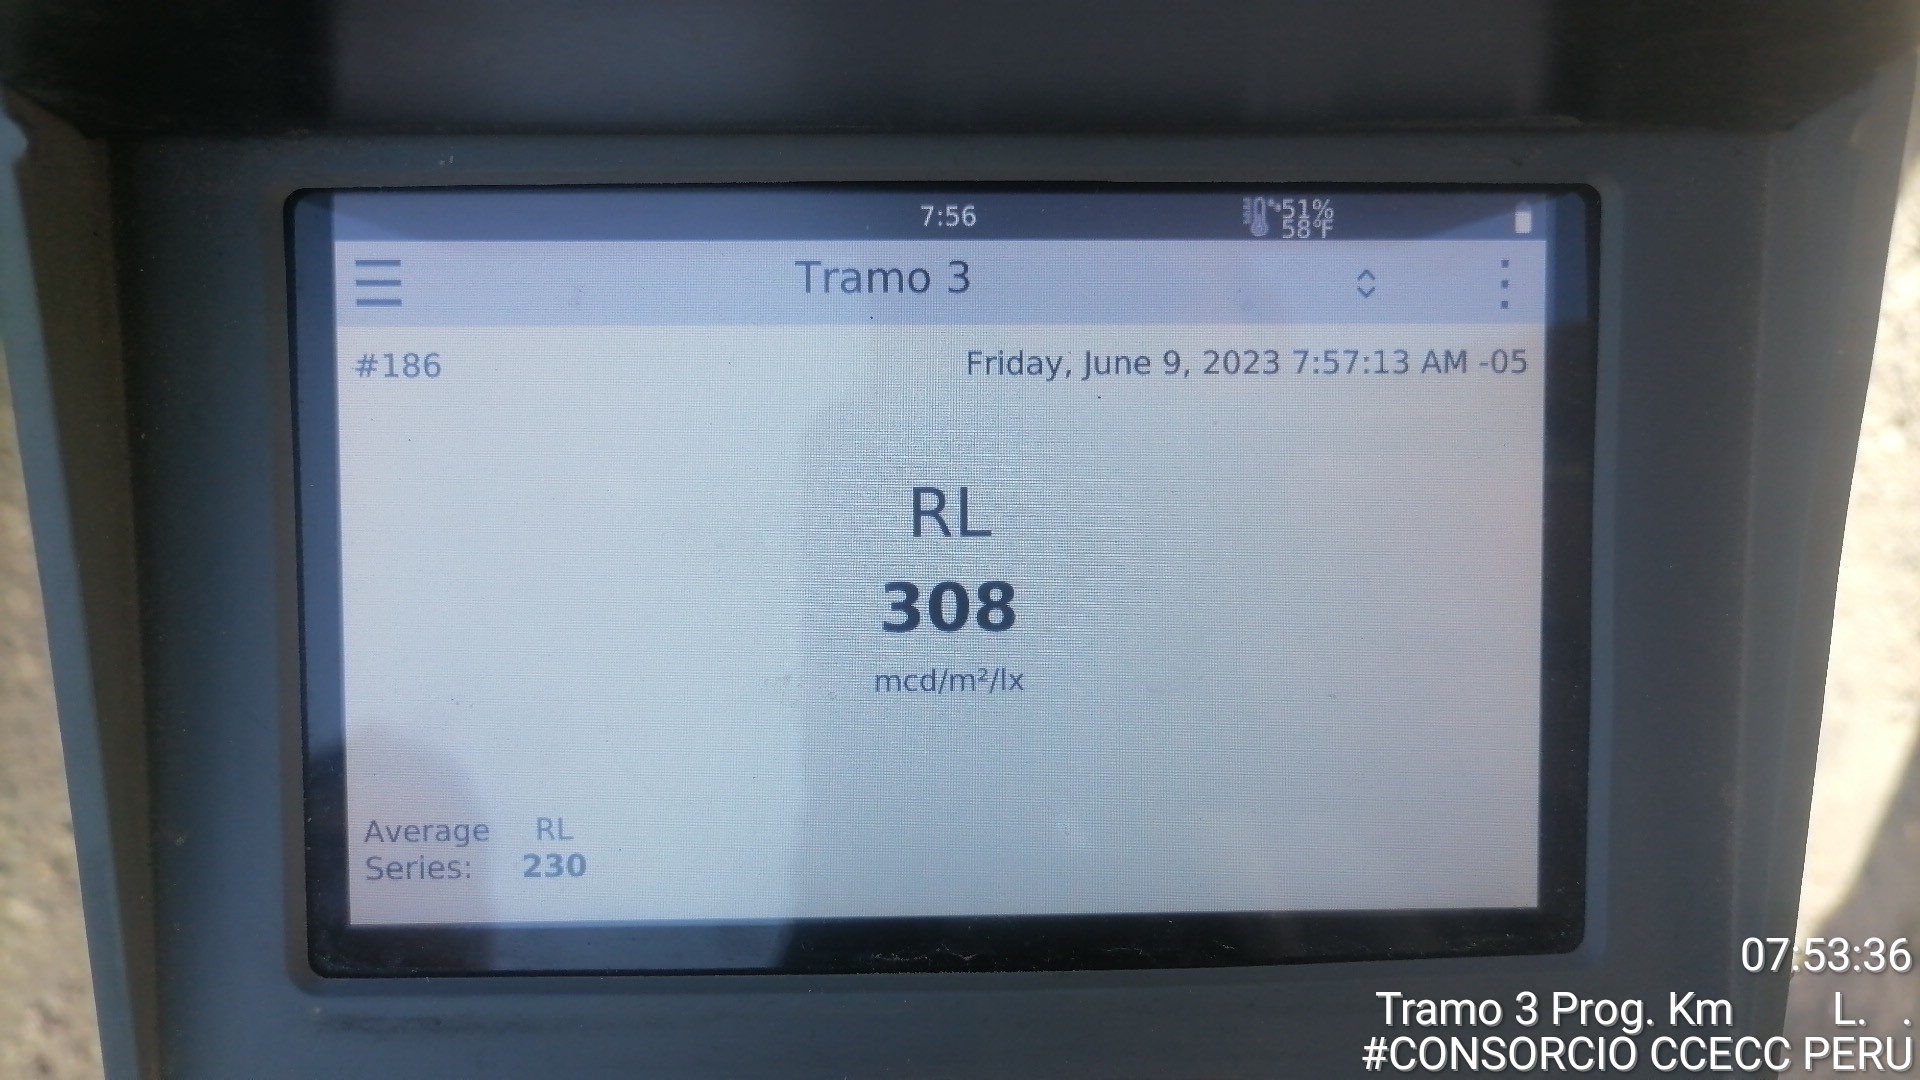 7:56
51%
58°F
Tramo 3
#186
Friday, June 9, 2023 7:57:13 AM -05
RL
308
mcd/m²/lx
Average RL
Series: 230
07:53:36
Tramo 3 Prog. Km L. .
#CONSORCIO CCECC PERU